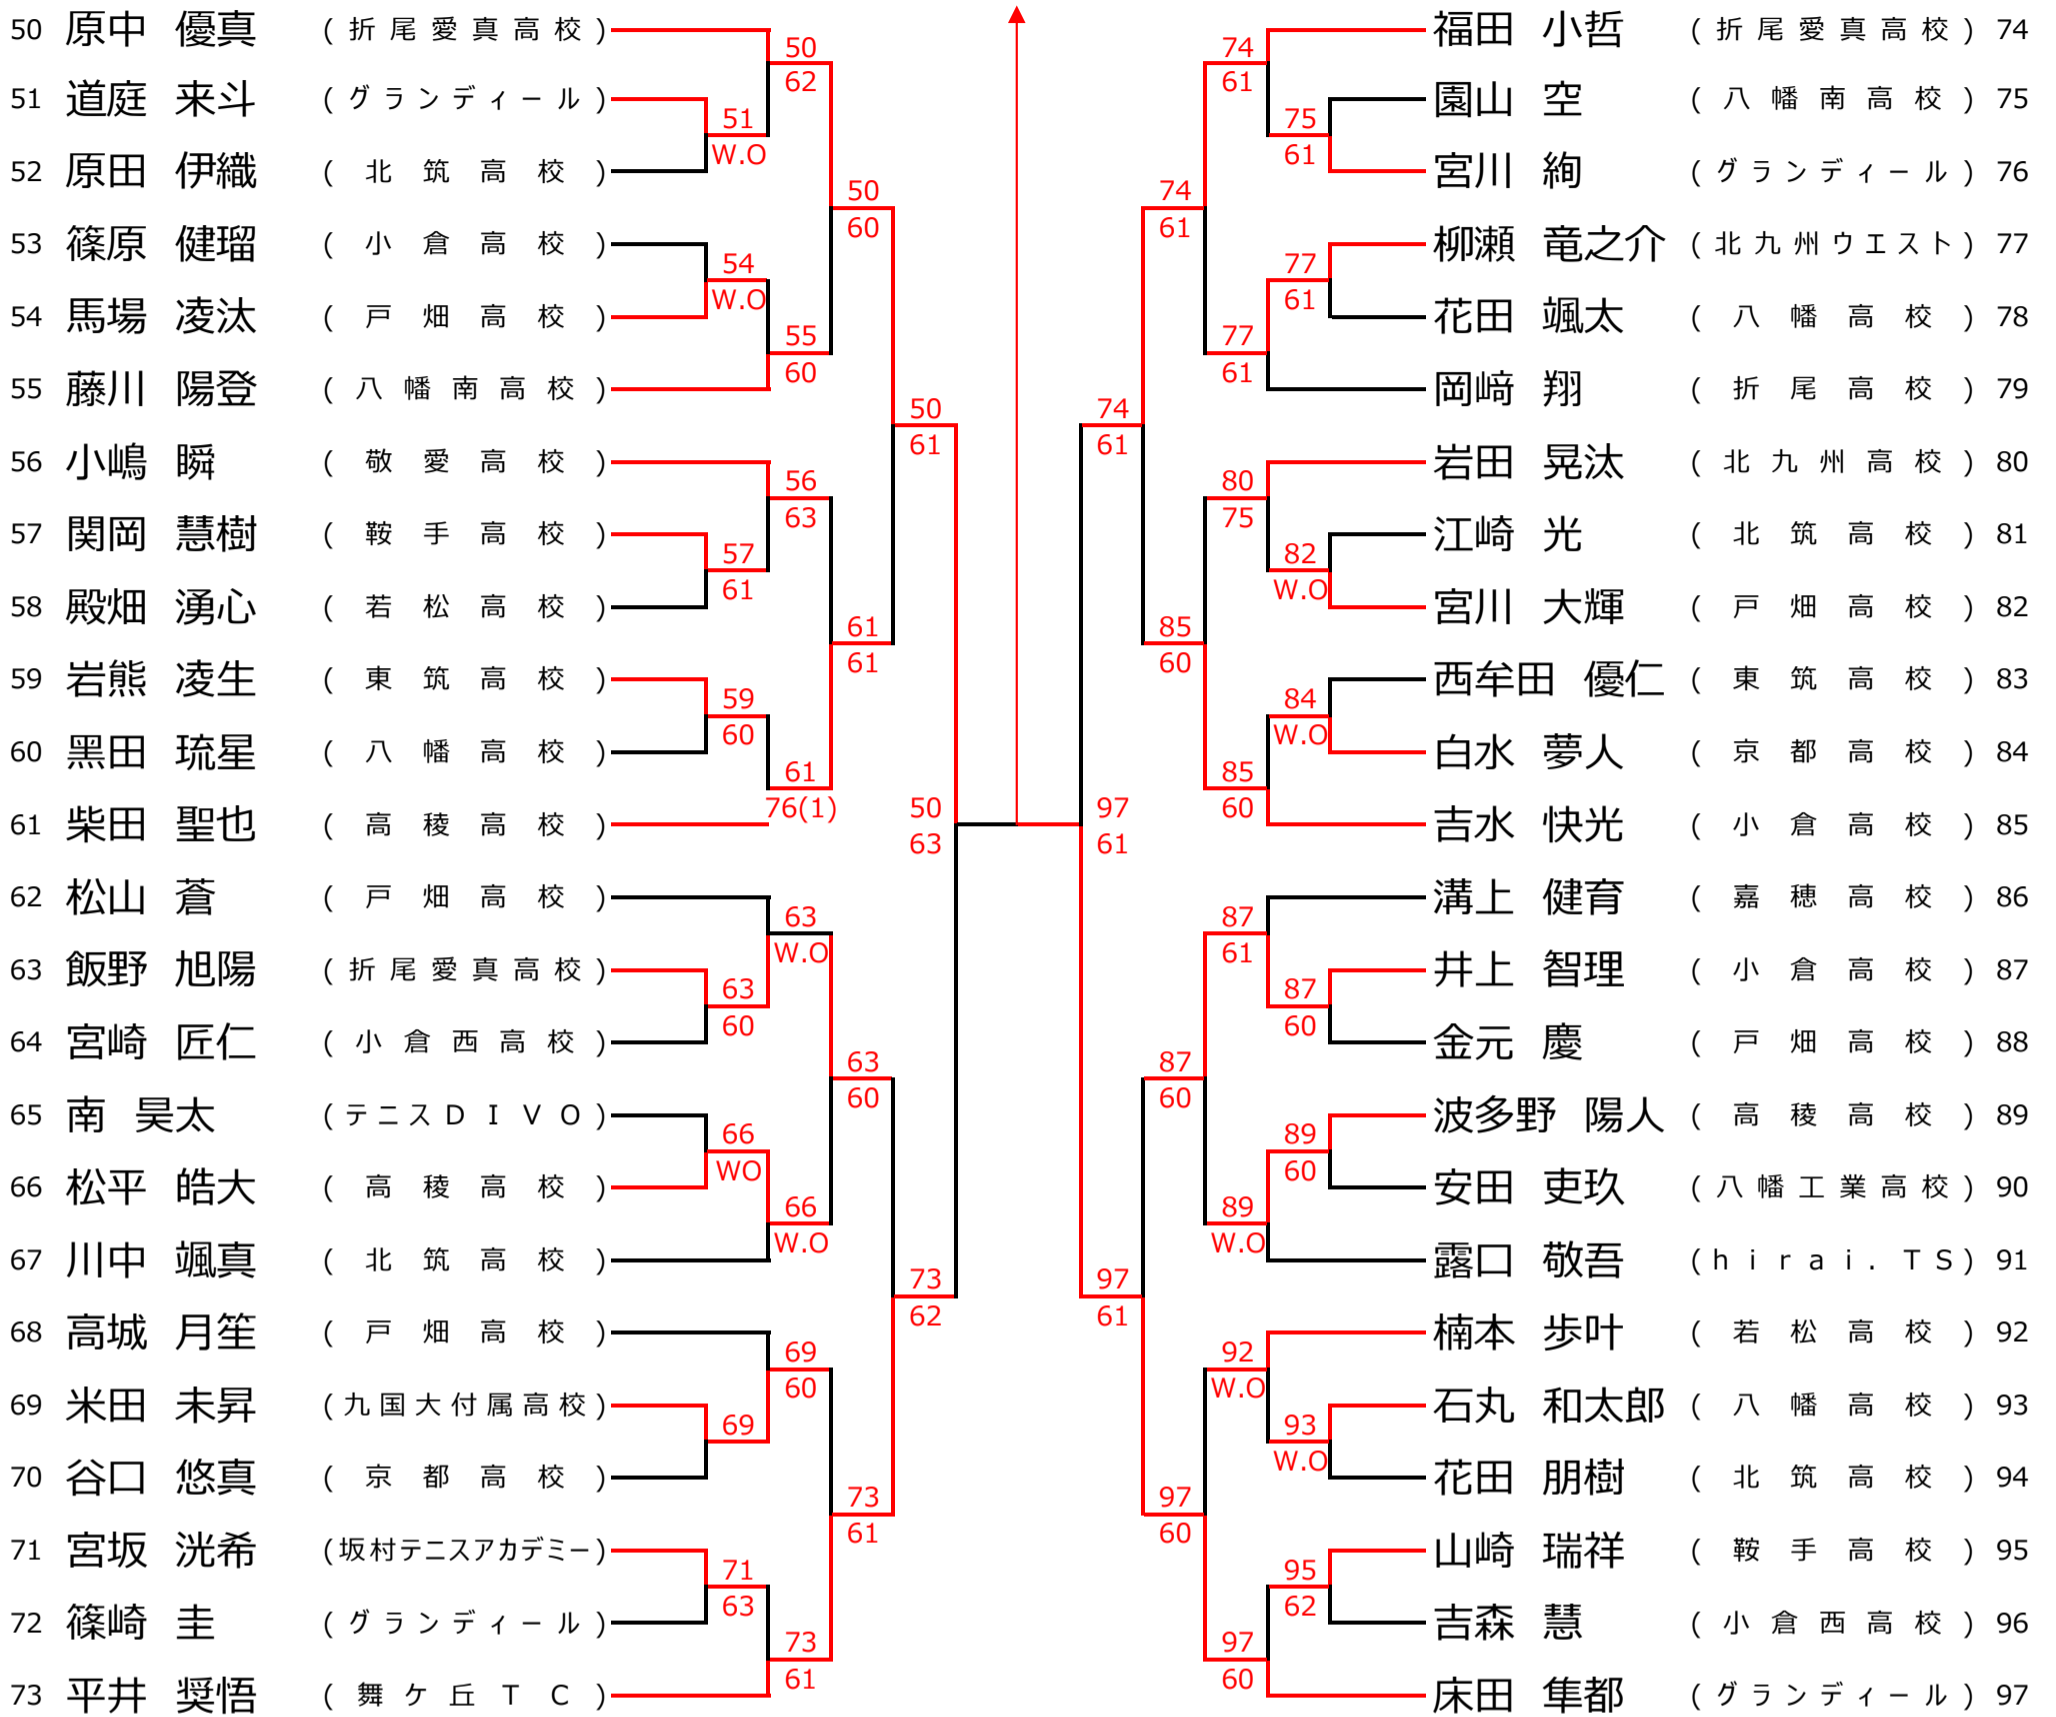 50 原中 優真 (折尾愛真高校)
51 道庭 来斗 (グランディール)
52 原田 伊織 (北筑高校)
53 篠原 健瑠 (小倉高校)
54 馬場 凌汰 (戸畑高校)
55 藤川 陽登 (八幡南高校)
56 小嶋 瞬 (敬愛高校)
57 関岡 慧樹 (鞍手高校)
58 殿畑 湧心 (若松高校)
59 岩熊 凌生 (東筑高校)
60 黒田 琉星 (八幡高校)
61 柴田 聖也 (高稜高校)
62 松山 蒼 (戸畑高校)
63 飯野 旭陽 (折尾愛真高校)
64 宮崎 匠仁 (小倉西高校)
65 南 昊太 (テニスDIVO)
66 松平 皓大 (高稜高校)
67 川中 颯真 (北筑高校)
68 高城 月笙 (戸畑高校)
69 米田 未昇 (九国大付属高校)
70 谷口 悠真 (京都高校)
71 宮坂 洸希 (坂村テニスアカデミー)
72 篠崎 圭 (グランディール)
73 平井 奨悟 (舞ケ丘TC)
51
W.O
54
W.O
57
61
59
60
63
60
66
WO
69
71
63
50
62
55
60
56
63
61
76(1)
63
W.O
66
W.O
69
60
73
61
50
60
61
61
63
60
73
61
50
61
73
62
50
63
97
61
74
61
97
61
74
61
85
60
87
60
97
60
74
61
77
61
80
75
85
60
87
61
89
W.O
92
W.O
97
60
75
61
77
61
82
W.O
84
W.O
87
60
89
60
93
W.O
95
62
福田 小哲 (折尾愛真高校) 74
園山 空 (八幡南高校) 75
宮川 絢 (グランディール) 76
柳瀬 竜之介 (北九州ウエスト) 77
花田 颯太 (八幡高校) 78
岡﨑 翔 (折尾高校) 79
岩田 晃汰 (北九州高校) 80
江崎 光 (北筑高校) 81
宮川 大輝 (戸畑高校) 82
西牟田 優仁 (東筑高校) 83
白水 夢人 (京都高校) 84
吉水 快光 (小倉高校) 85
溝上 健育 (嘉穂高校) 86
井上 智理 (小倉高校) 87
金元 慶 (戸畑高校) 88
波多野 陽人 (高稜高校) 89
安田 吏玖 (八幡工業高校) 90
露口 敬吾 (hirai.TS) 91
楠本 歩叶 (若松高校) 92
石丸 和太郎 (八幡高校) 93
花田 朋樹 (北筑高校) 94
山崎 瑞祥 (鞍手高校) 95
吉森 慧 (小倉西高校) 96
床田 隼都 (グランディール) 97